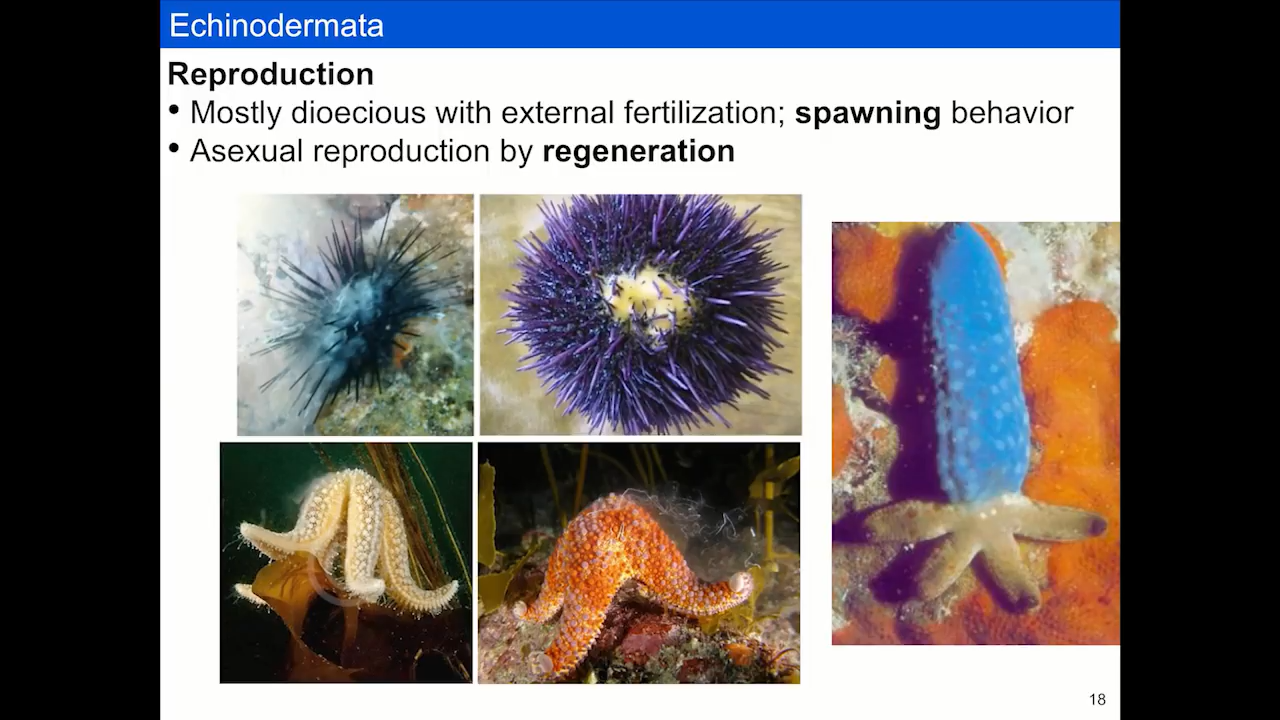 Echinodermata
Reproduction
• Mostly dioecious with external fertilization; spawning behavior
• Asexual reproduction by regeneration
18